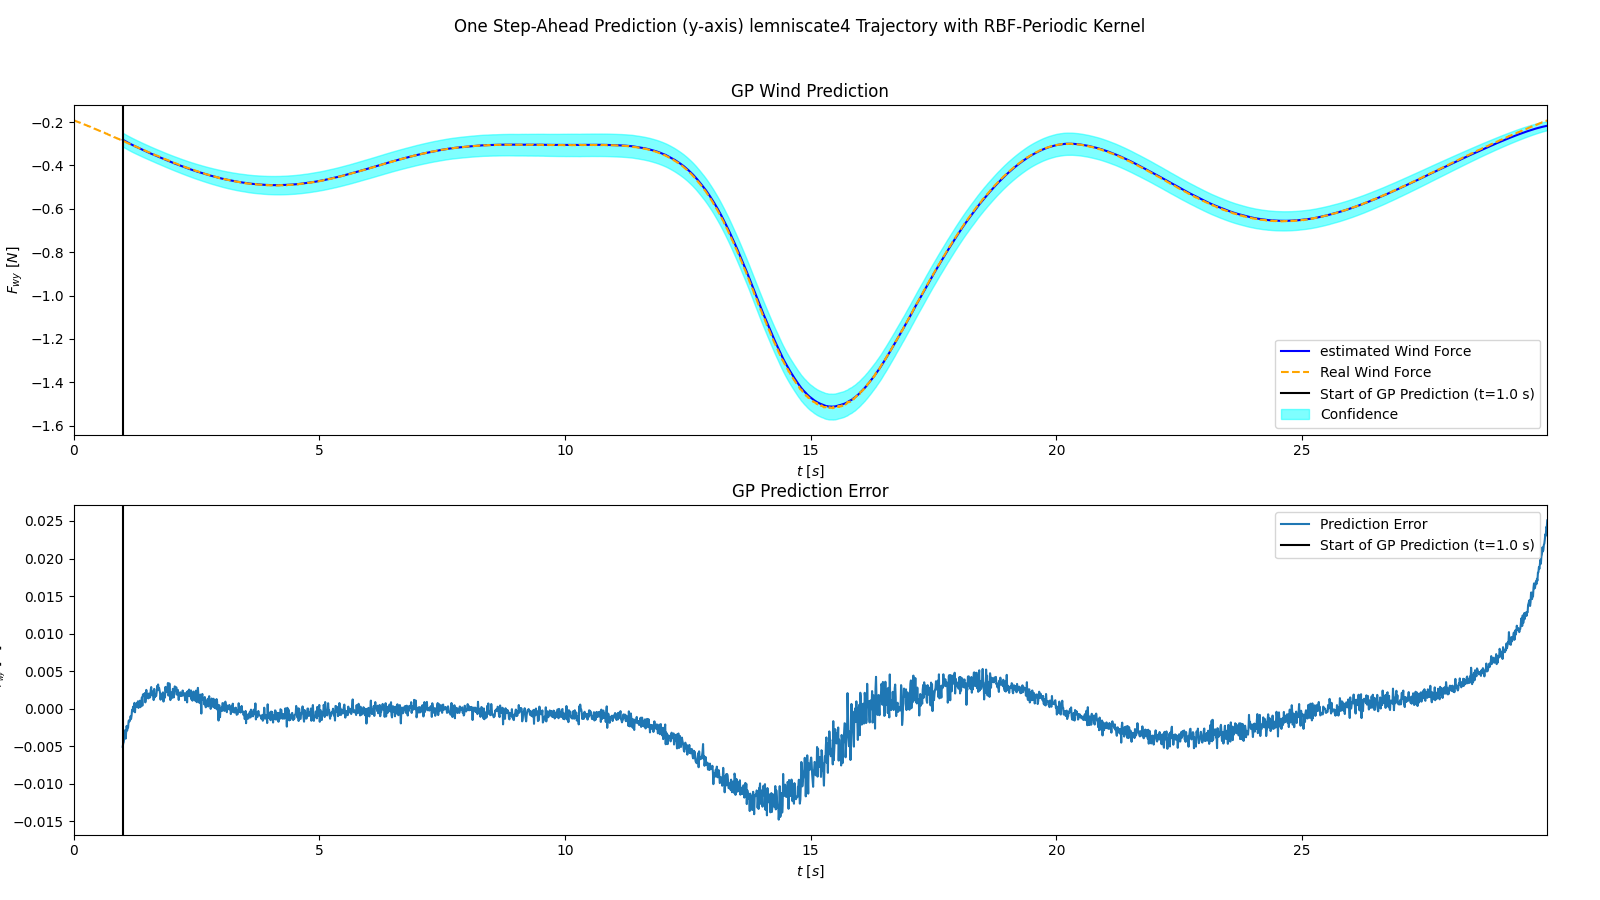 One Step-Ahead Prediction (y-axis) lemniscate4 Trajectory with RBF-Periodic Kernel
GP Wind Prediction
−0.2
−0.4
−0.6
−0.8
−1.0
−1.2
−1.4
−1.6
F_wy [N]
estimated Wind Force
Real Wind Force
Start of GP Prediction (t=1.0 s)
Confidence
0 5 10 15 20 25
t [s]
GP Prediction Error
0.025
0.020
0.015
0.010
0.005
0.000
−0.005
−0.010
−0.015
Prediction Error
Start of GP Prediction (t=1.0 s)
0 5 10 15 20 25
t [s]